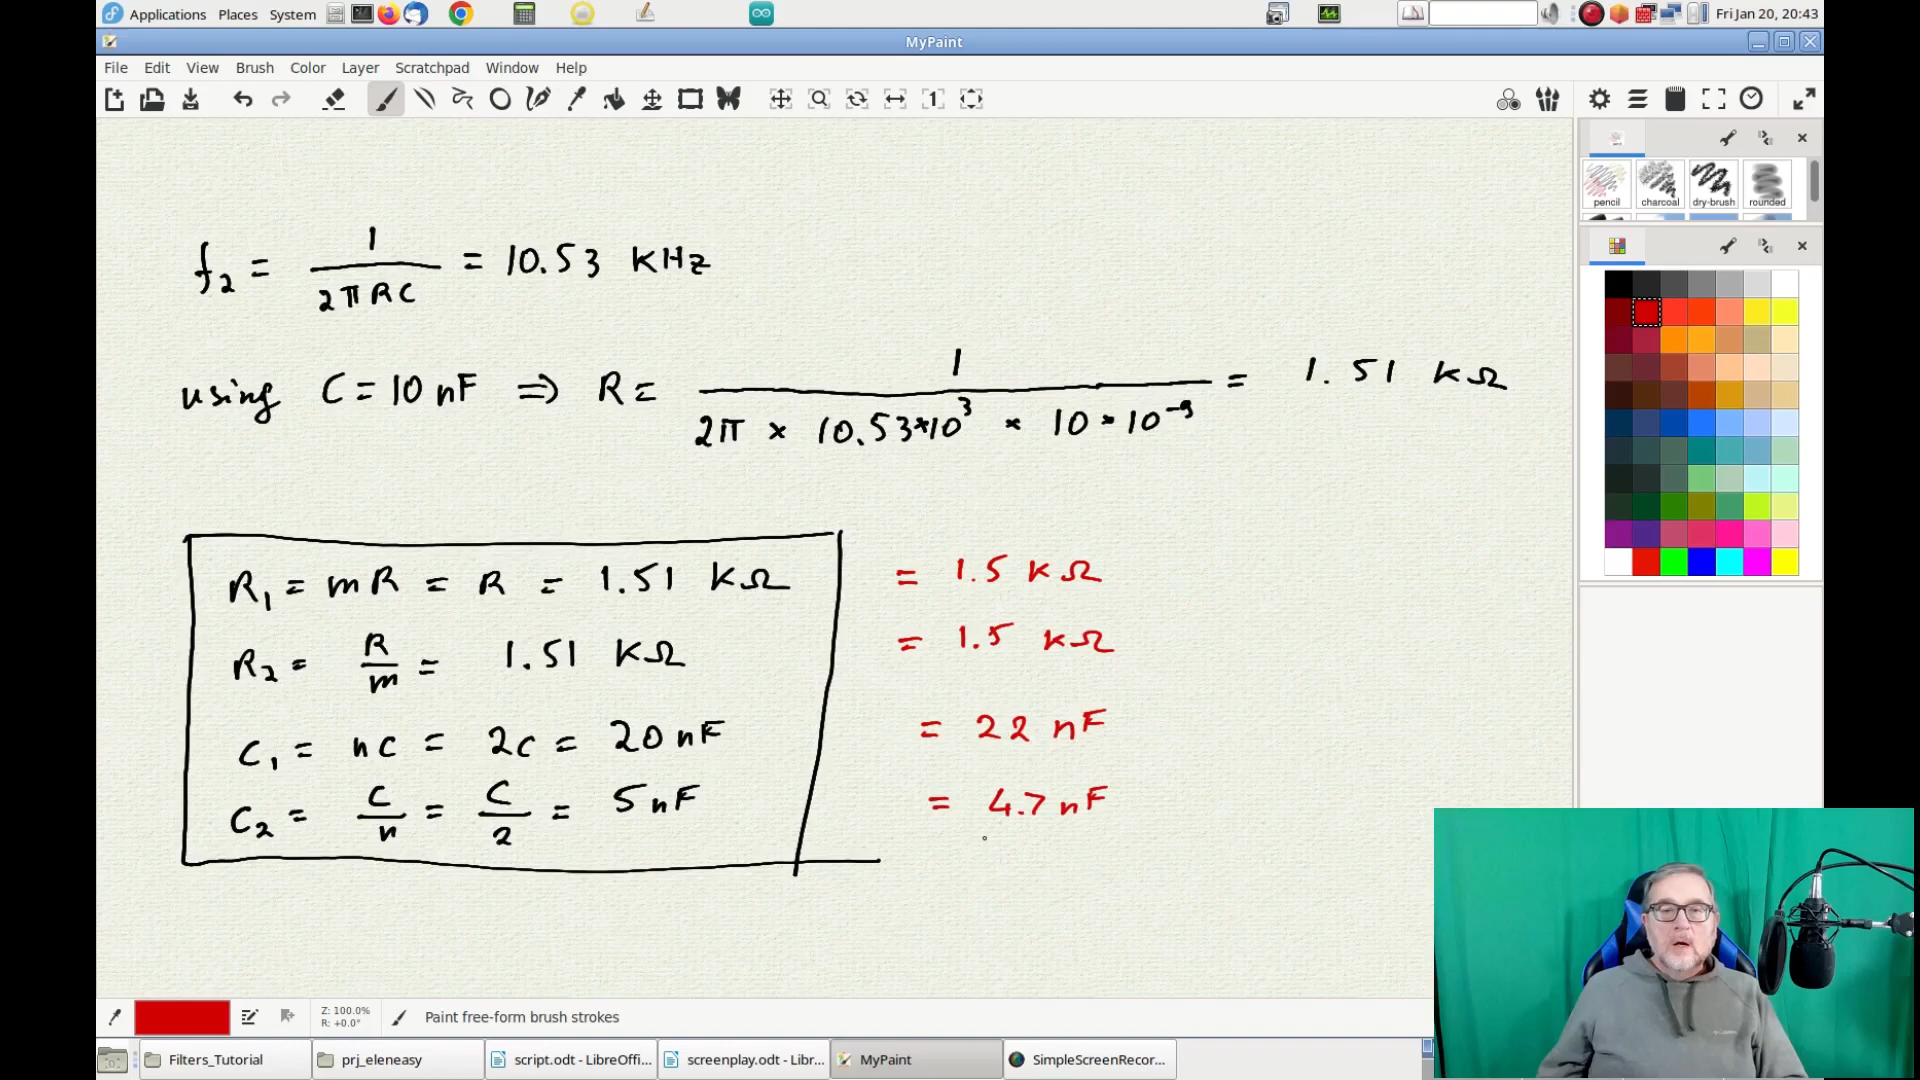 Applications Places System Fri Jan 20, 20:43
MyPaint
File Edit View Brush Color Layer Scratchpad Window Help
pencil charcoal dry-brush rounded
f2 = 1 / 2πRC = 10.53 KHz
using C = 10 nF ⇒ R = 1 / 2π × 10.53*10^3 * 10 * 10^-9 = 1.51 kΩ
R1 = mR = R = 1.51 kΩ = 1.5 kΩ
R2 = R/m = 1.51 kΩ = 1.5 kΩ
C1 = nC = 2C = 20 nF = 22 nF
C2 = C/n = C/2 = 5 nF = 4.7 nF
Z: 100.0%
R: +0.0°
Paint free-form brush strokes
Filters_Tutorial prj_eleneasy script.odt - LibreOffi... screenplay.odt - Libr... MyPaint SimpleScreenRecor...